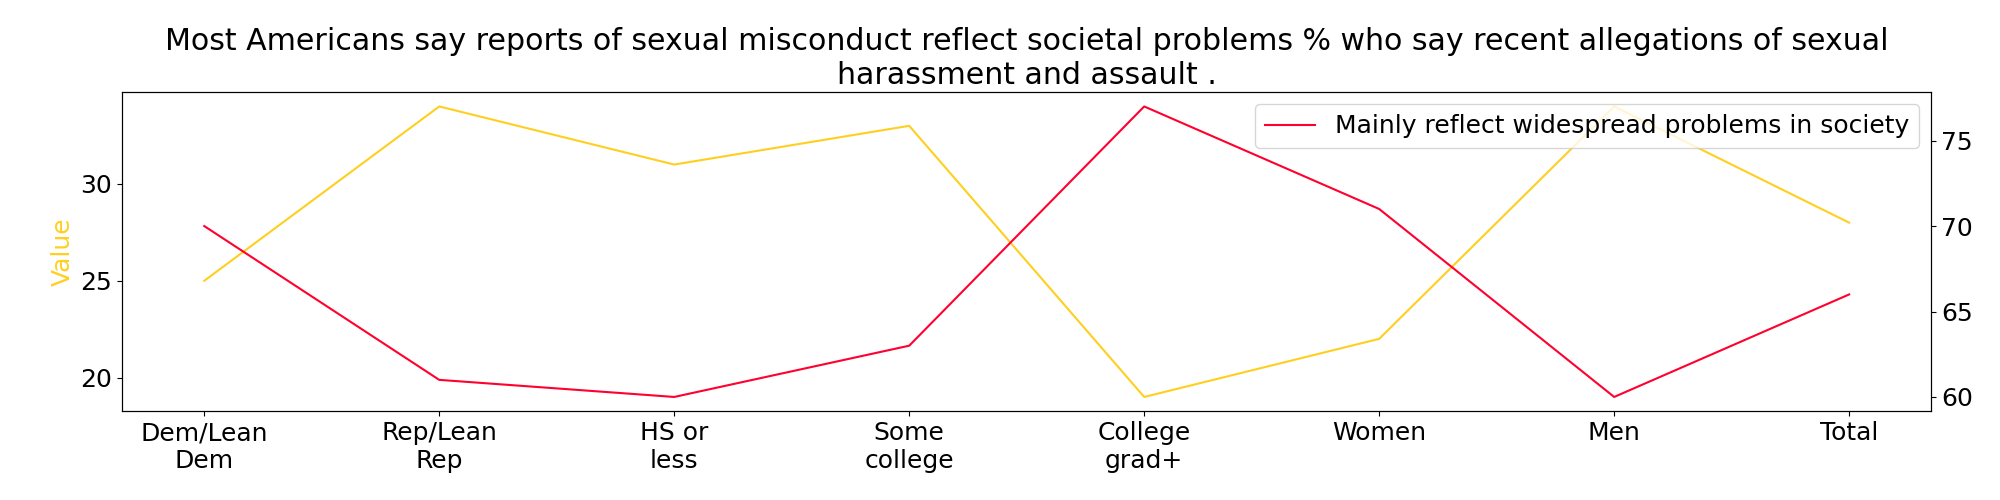 Most Americans say reports of sexual misconduct reflect societal problems % who say recent allegations of sexual
harassment and assault .
Mainly reflect widespread problems in society
Value
30
25
20
75
70
65
60
Dem/Lean
Dem
Rep/Lean
Rep
HS or
less
Some
college
College
grad+
Women
Men
Total